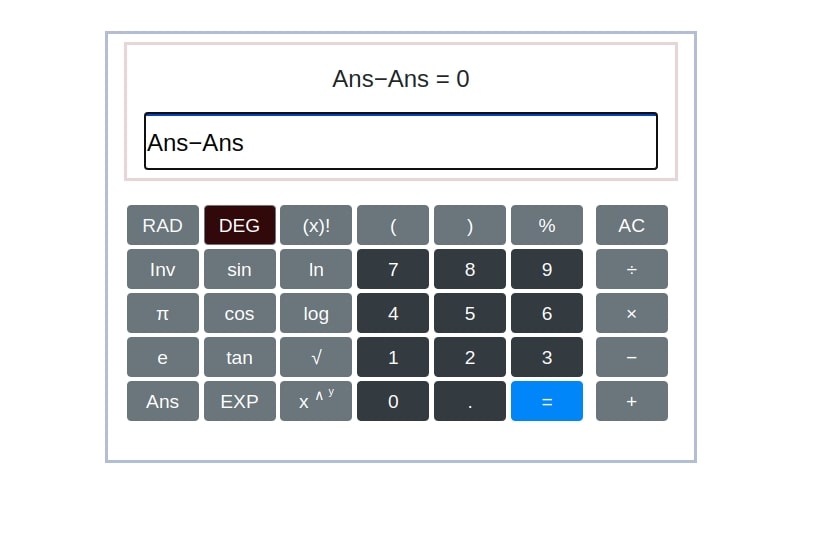 Ans−Ans = 0
Ans−Ans
RAD DEG (x)! ( ) % AC
Inv sin ln 7 8 9 ÷
π cos log 4 5 6 ×
e tan √ 1 2 3 −
Ans EXP x ^ y 0 . = +